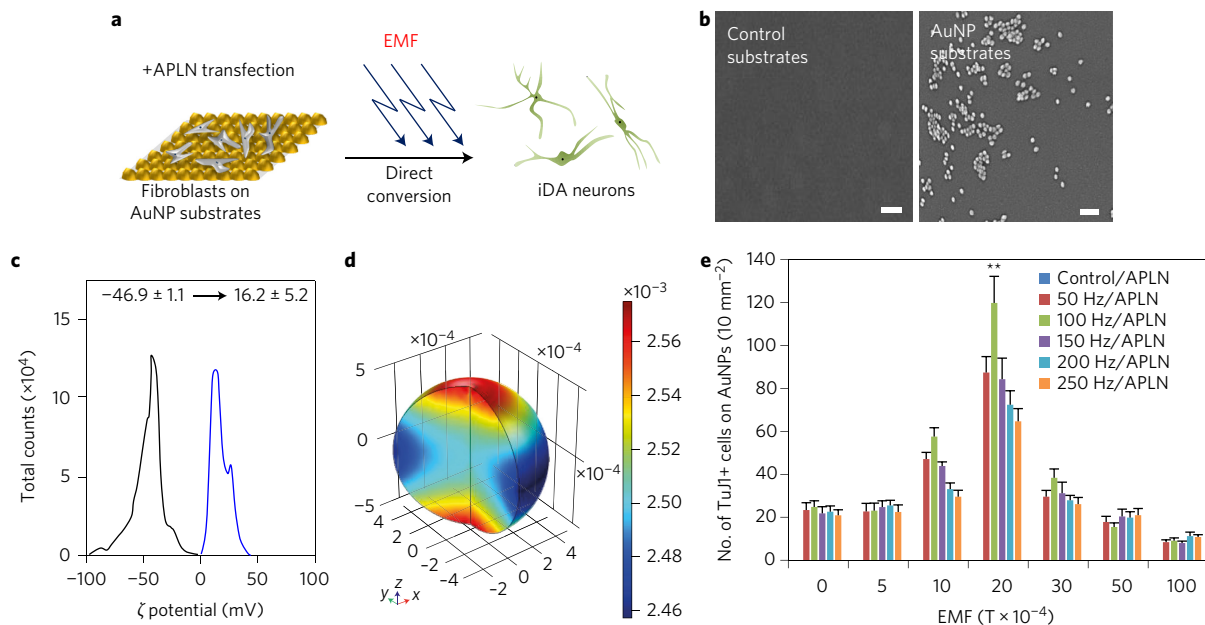 a
+APLN transfection
Fibroblasts on
AuNP substrates
EMF
Direct
conversion
iDA neurons
b
Control
substrates
AuNP
substrates
c
−46.9 ± 1.1 → 16.2 ± 5.2
15
10
5
0
−100
−50
0
50
100
Total counts (×10⁴)
ζ potential (mV)
d
×10⁻³
5
×10⁻⁴
×10⁻⁴
0
×10⁻⁴
−5
4
2
0
−2
−4
4
2
0
−2
z
y
x
2.56
2.54
2.52
2.50
2.48
2.46
e
No. of TuJ1+ cells on AuNPs (10 mm⁻²)
140
120
100
80
60
40
20
0
**
Control/APLN
50 Hz/APLN
100 Hz/APLN
150 Hz/APLN
200 Hz/APLN
250 Hz/APLN
0
5
10
20
30
50
100
EMF (T × 10⁻⁴)